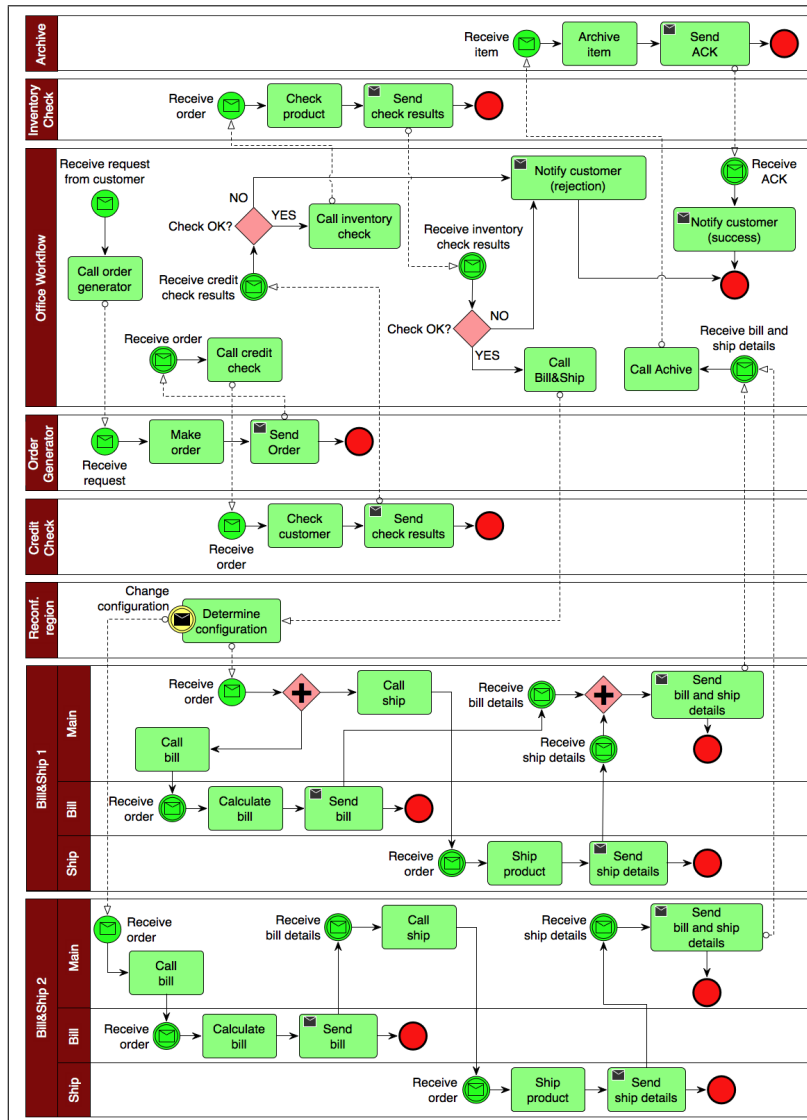 Archive
Receive
item
Archive
item
Send
ACK
Inventory
Check
Receive
order
Check
product
Send
check results
Office Workflow
Receive request
from customer
Call order
generator
NO
Check OK?
YES
Call inventory
check
Receive credit
check results
Receive order
Call credit
check
Receive inventory
check results
Notify customer
(rejection)
NO
Check OK?
YES
Call
Bill&Ship
Receive
ACK
Notify customer
(success)
Receive bill and
ship details
Call Achive
Order
Generator
Receive
request
Make
order
Send
Order
Credit
Check
Receive
order
Check
customer
Send
check results
Reconf.
region
Change
configuration
Determine
configuration
Bill&Ship 1
Main
Receive
order
Call
ship
Call
bill
Receive
bill details
Receive
ship details
Send
bill and ship
details
Bill
Receive
order
Calculate
bill
Send
bill
Ship
Receive
order
Ship
product
Send
ship details
Bill&Ship 2
Main
Receive
order
Call
bill
Receive
bill details
Call
ship
Receive
ship details
Send
bill and ship
details
Bill
Receive
order
Calculate
bill
Send
bill
Ship
Receive
order
Ship
product
Send
ship details